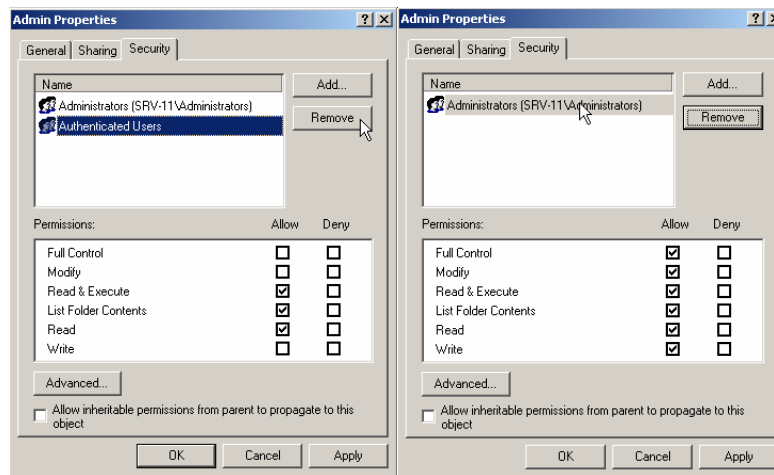 Admin Properties
General Sharing Security
Name
Administrators (SRV-11\Administrators)
Authenticated Users
Add...
Remove
Permissions: Allow Deny
Full Control
Modify
Read & Execute
List Folder Contents
Read
Write
Advanced...
Allow inheritable permissions from parent to propagate to this
object
OK Cancel Apply
Admin Properties
General Sharing Security
Name
Administrators (SRV-11\Administrators)
Add...
Remove
Permissions: Allow Deny
Full Control
Modify
Read & Execute
List Folder Contents
Read
Write
Advanced...
Allow inheritable permissions from parent to propagate to this
object
OK Cancel Apply